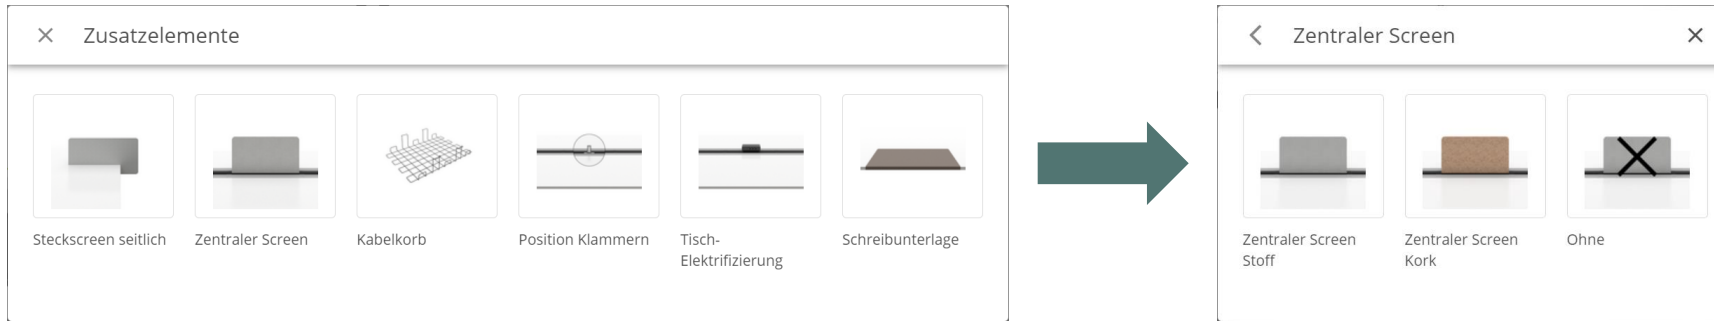 Zusatzelemente
Steckscreen seitlich
Zentraler Screen
Kabelkorb
Position Klammern
Tisch-
Elektrifizierung
Schreibunterlage
Zentraler Screen
Zentraler Screen
Stoff
Zentraler Screen
Kork
Ohne